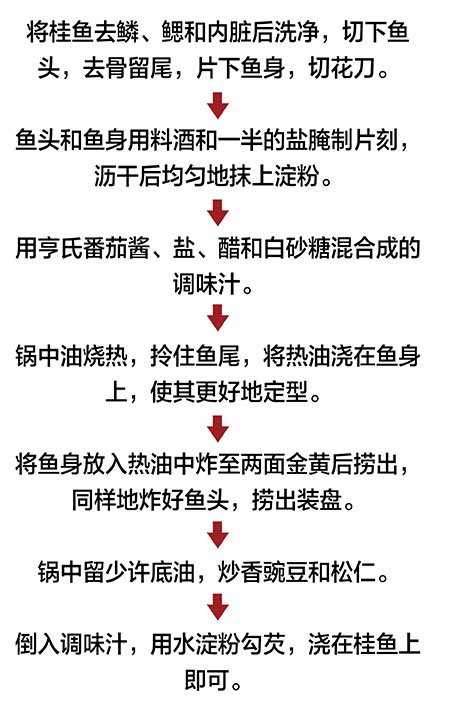 将桂鱼去鳞、鳃和内脏后洗净，切下鱼
头，去骨留尾，片下鱼身，切花刀。
鱼头和鱼身用料酒和一半的盐腌制片刻，
沥干后均匀地抹上淀粉。
用亨氏番茄酱、盐、醋和白砂糖混合成的
调味汁。
锅中油烧热，拎住鱼尾，将热油浇在鱼身
上，使其更好地定型。
将鱼身放入热油中炸至两面金黄后捞出，
同样地炸好鱼头，捞出装盘。
锅中留少许底油，炒香豌豆和松仁。
倒入调味汁，用水淀粉勾芡，浇在桂鱼上
即可。